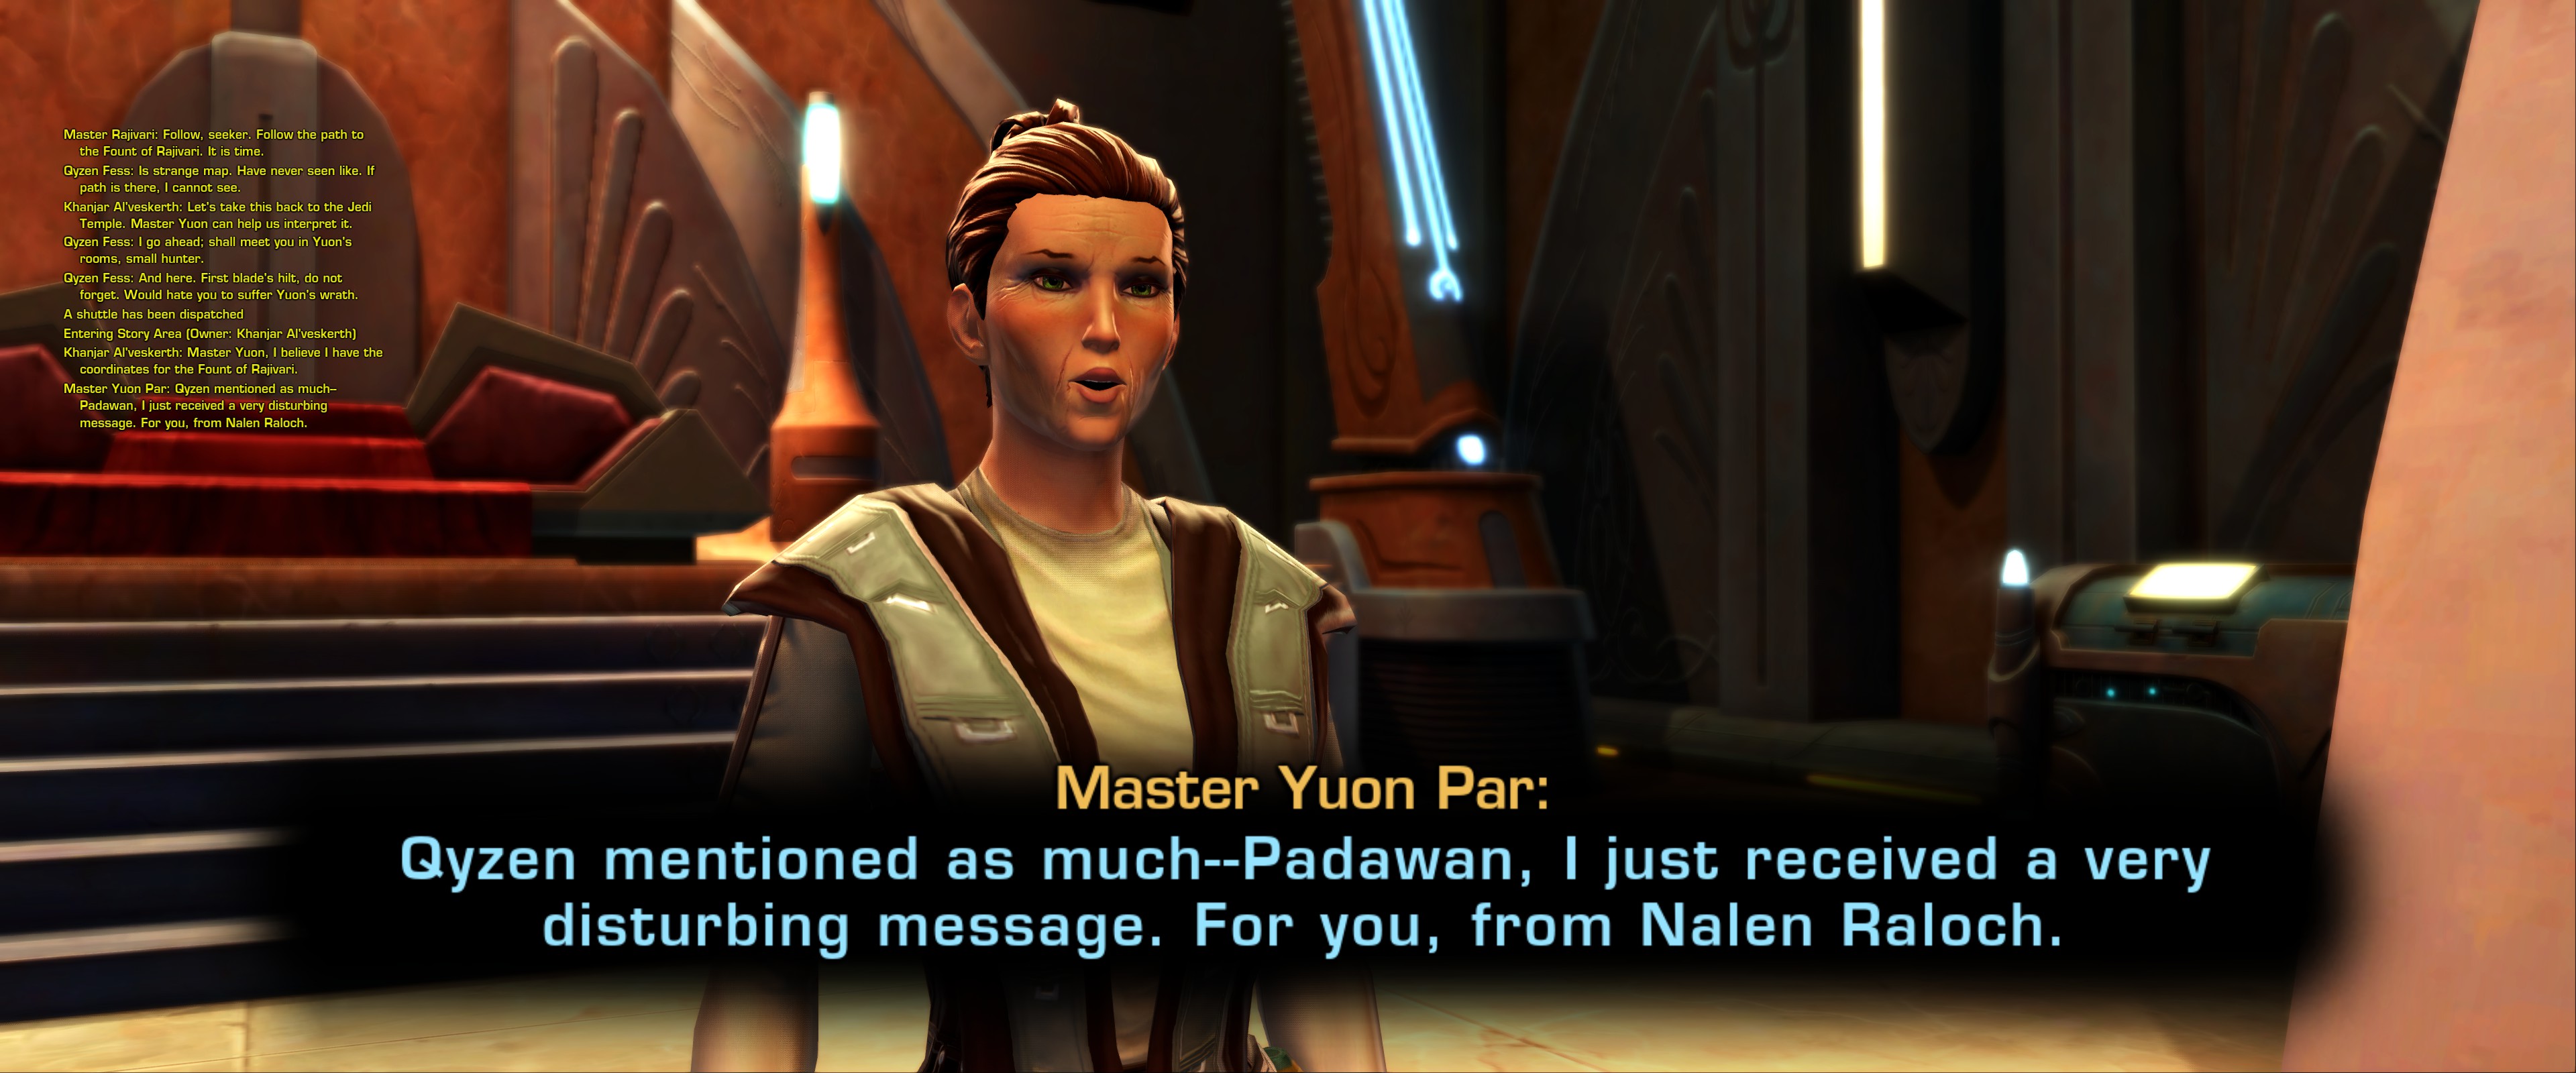 Master Rajivari: Follow, seeker. Follow the path to
the Fount of Rajivari. It is time.
Qyzen Fess: Is strange map. Have never seen like. If
path is there, I cannot see.
Khanjar Al'veskerth: Let's take this back to the Jedi
Temple. Master Yuon can help us interpret it.
Qyzen Fess: I go ahead; shall meet you in Yuon's
rooms, small hunter.
Qyzen Fess: And here. First blade's hilt, do not
forget. Would hate you to suffer Yuon's wrath.
A shuttle has been dispatched
Entering Story Area (Owner: Khanjar Al'veskerth)
Khanjar Al'veskerth: Master Yuon, I believe I have the
coordinates for the Fount of Rajivari.
Master Yuon Par: Qyzen mentioned as much--
Padawan, I just received a very disturbing
message. For you, from Nalen Raloch.
Master Yuon Par:
Qyzen mentioned as much--Padawan, I just received a very
disturbing message. For you, from Nalen Raloch.